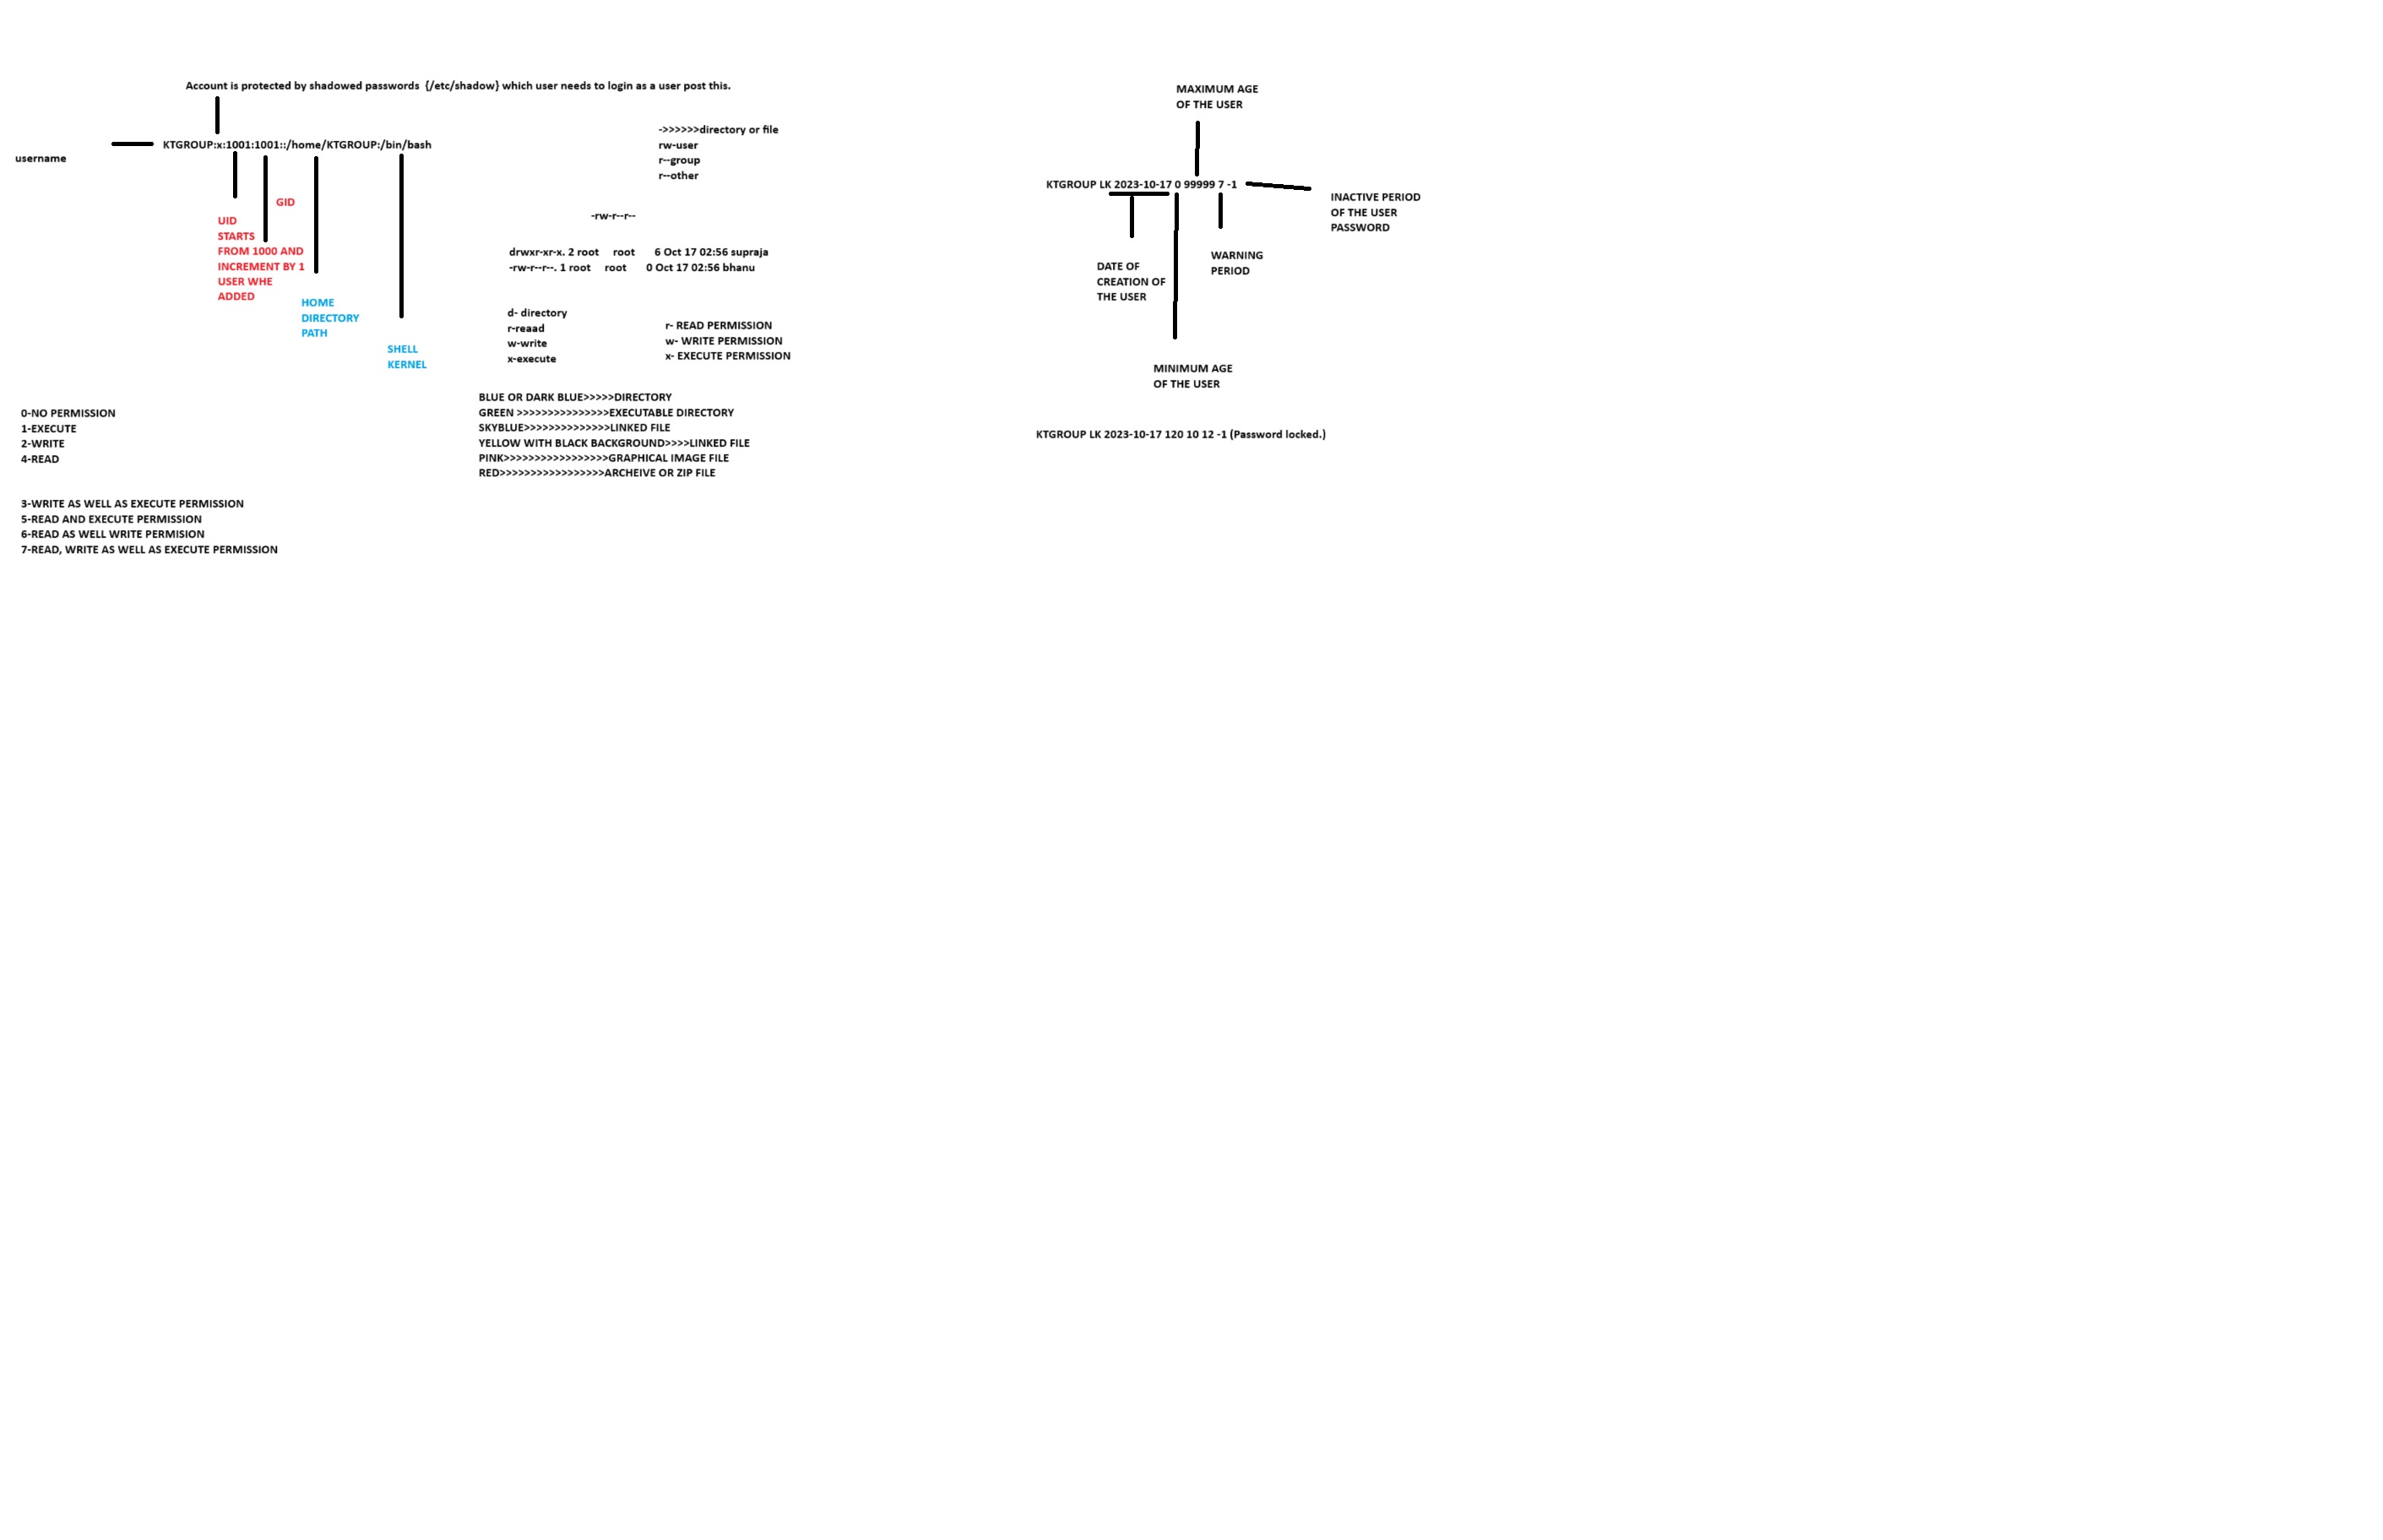 Account is protected by shadowed passwords {/etc/shadow} which user needs to login as a user post this.
KTGROUP:x:1001:1001::/home/KTGROUP:/bin/bash
username
GID
UID
STARTS
FROM 1000 AND
INCREMENT BY 1
USER WHE
ADDED
HOME
DIRECTORY
PATH
SHELL
KERNEL
0-NO PERMISSION
1-EXECUTE
2-WRITE
4-READ
3-WRITE AS WELL AS EXECUTE PERMISSION
5-READ AND EXECUTE PERMISSION
6-READ AS WELL WRITE PERMISION
7-READ, WRITE AS WELL AS EXECUTE PERMISSION
->>>>>>directory or file
rw-user
r--group
r--other
-rw-r--r--
drwxr-xr-x. 2 root root 6 Oct 17 02:56 supraja
-rw-r--r--. 1 root root 0 Oct 17 02:56 bhanu
d- directory
r-reaad
w-write
x-execute
r- READ PERMISSION
w- WRITE PERMISSION
x- EXECUTE PERMISSION
BLUE OR DARK BLUE>>>>>DIRECTORY
GREEN >>>>>>>>>>>>>>>EXECUTABLE DIRECTORY
SKYBLUE>>>>>>>>>>>>>>LINKED FILE
YELLOW WITH BLACK BACKGROUND>>>>LINKED FILE
PINK>>>>>>>>>>>>>>>>>GRAPHICAL IMAGE FILE
RED>>>>>>>>>>>>>>>>>ARCHEIVE OR ZIP FILE
MAXIMUM AGE
OF THE USER
KTGROUP LK 2023-10-17 0 99999 7 -1
INACTIVE PERIOD
OF THE USER
PASSWORD
WARNING
PERIOD
DATE OF
CREATION OF
THE USER
MINIMUM AGE
OF THE USER
KTGROUP LK 2023-10-17 120 10 12 -1 (Password locked.)